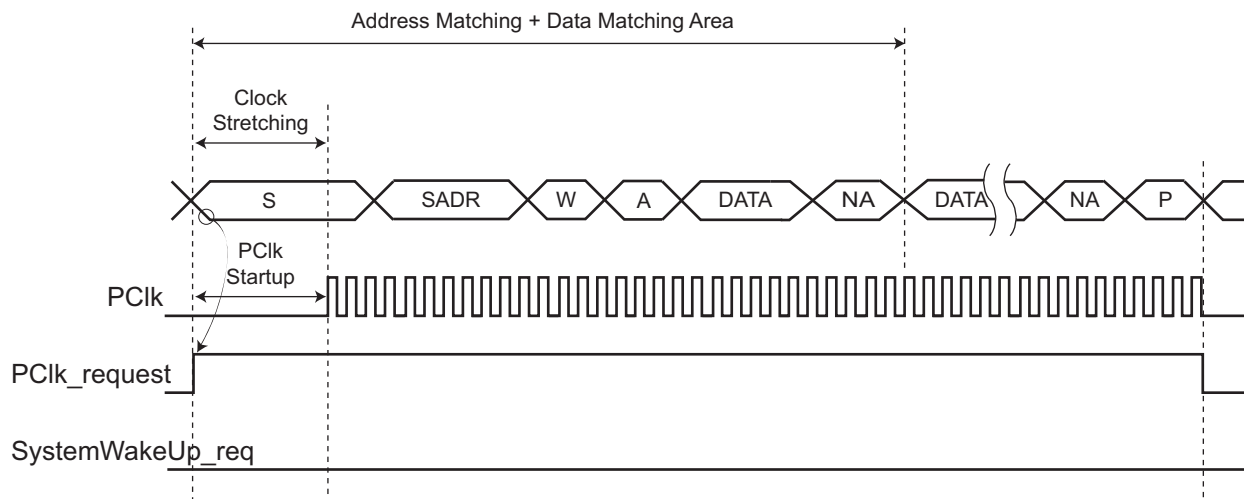 Address Matching + Data Matching Area
Clock
Stretching
S
SADR
W
A
DATA
NA
DATA
NA
P
PClk
Startup
PClk
PClk_request
SystemWakeUp_req